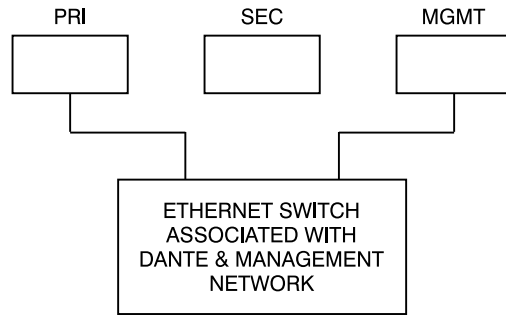 PRI
SEC
MGMT
ETHERNET SWITCH
ASSOCIATED WITH
DANTE & MANAGEMENT
NETWORK